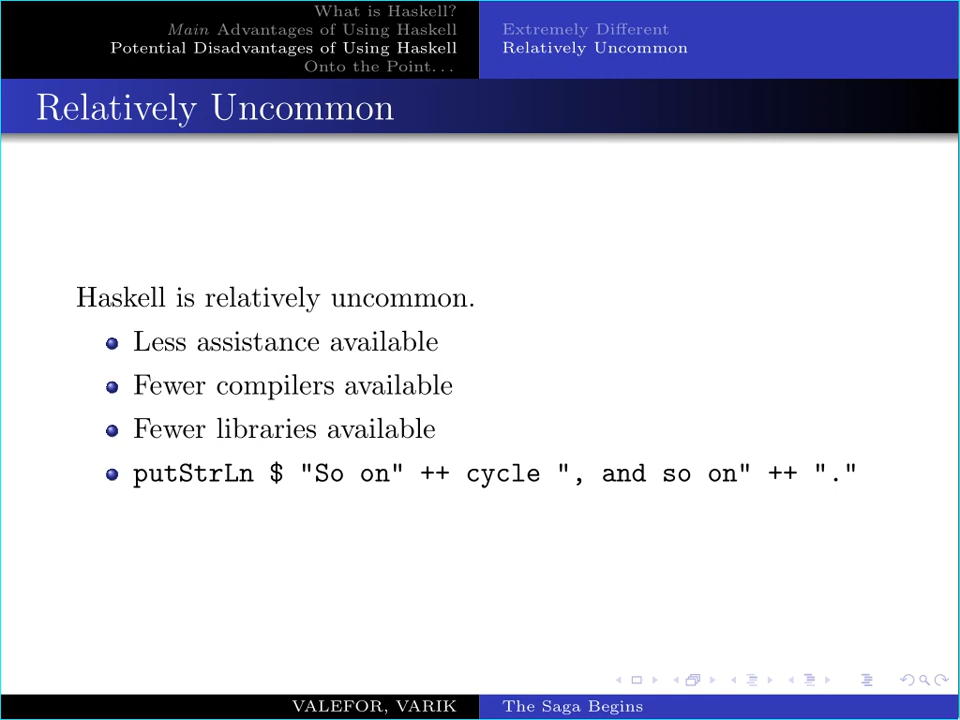 What is Haskell?
Main Advantages of Using Haskell
Potential Disadvantages of Using Haskell
Onto the Point...
Extremely Different
Relatively Uncommon
Relatively Uncommon
Haskell is relatively uncommon.
Less assistance available
Fewer compilers available
Fewer libraries available
putStrLn $ "So on" ++ cycle ", and so on" ++ "."
VALEFOR, VARIK
The Saga Begins